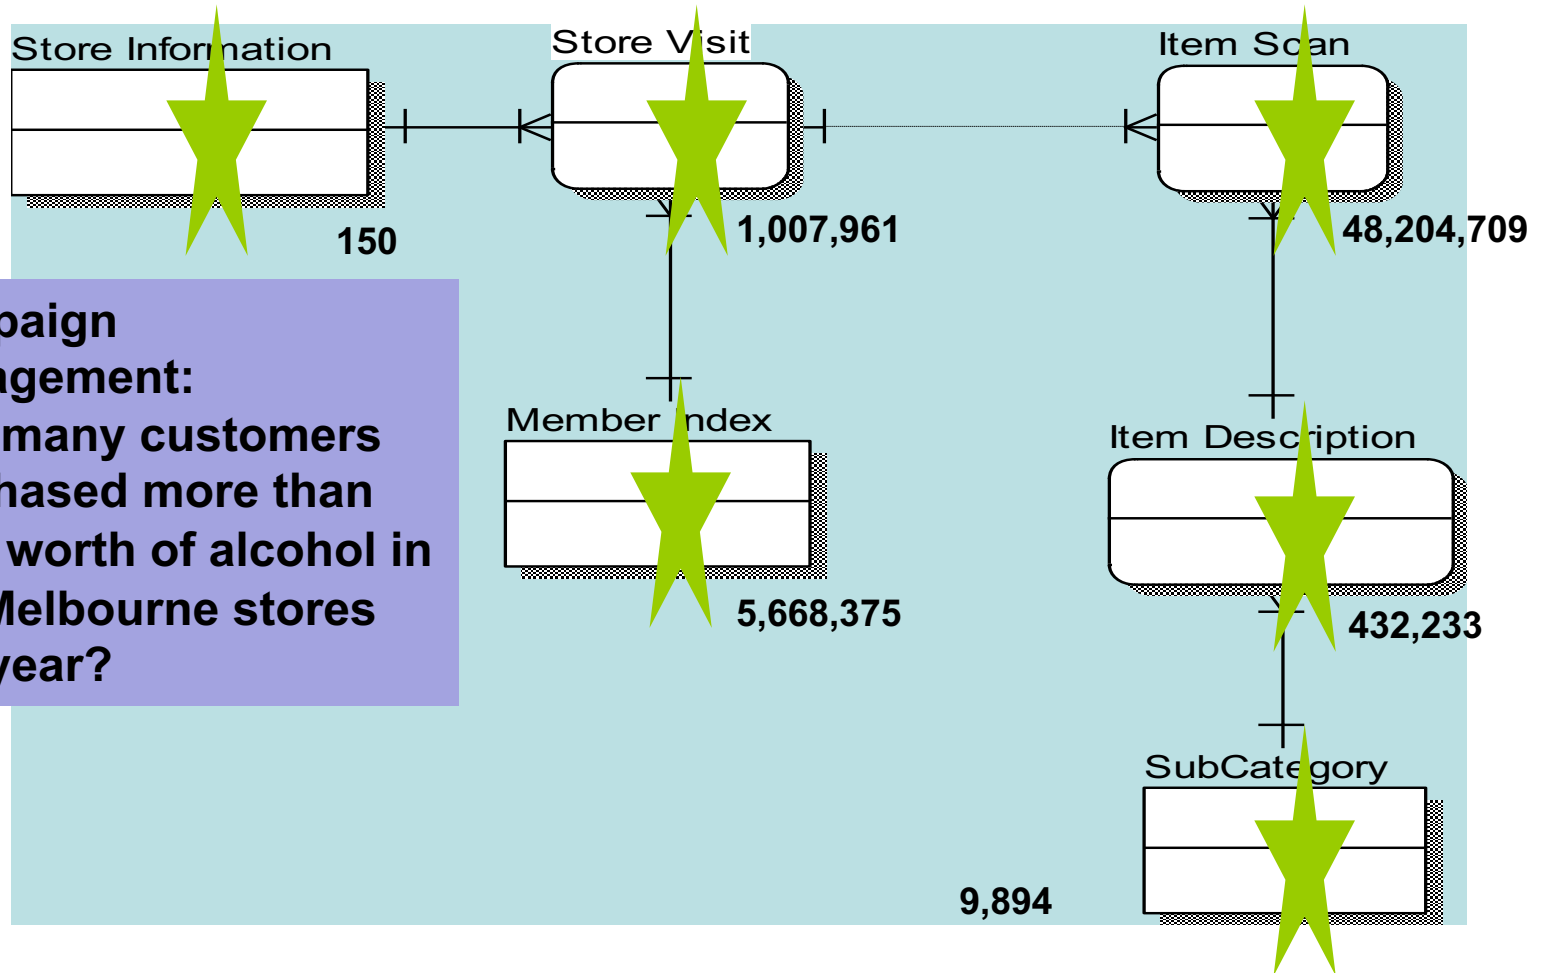 Store Information
Store Visit
Item Scan
150
1,007,961
48,204,709
paign
agement:
many customers
hased more than
worth of alcohol in
Melbourne stores
year?
Member Index
5,668,375
Item Description
432,233
SubCategory
9,894